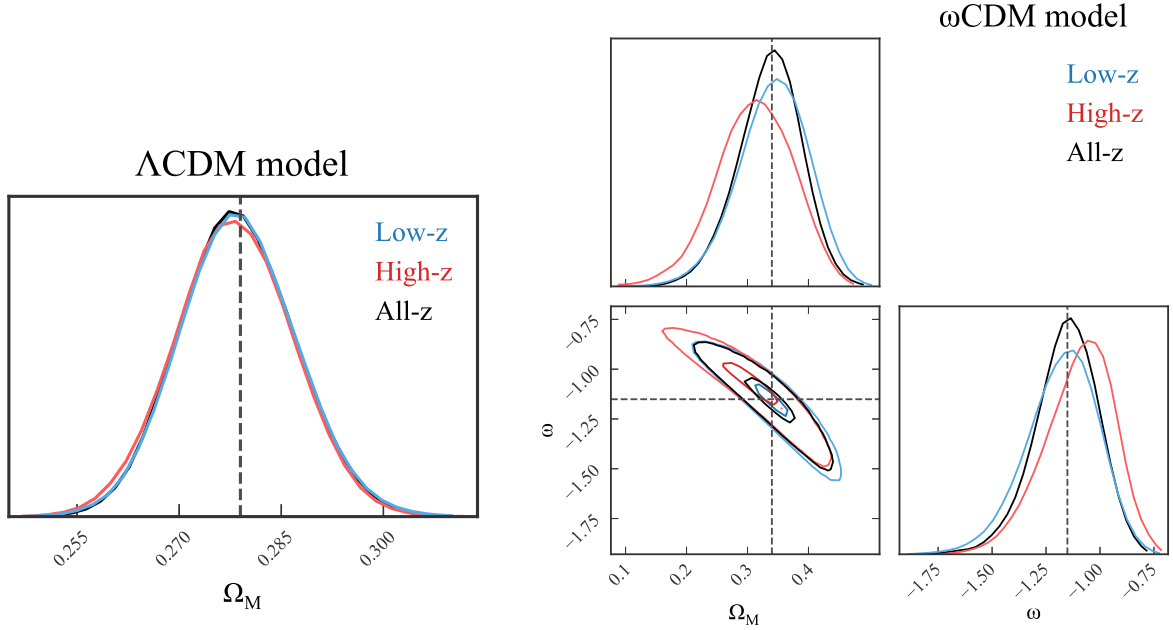 ΛCDM model
Low-z
High-z
All-z
0.255
0.270
0.285
0.300
Ω_M
ωCDM model
Low-z
High-z
All-z
−0.75
−1.00
−1.25
−1.50
−1.75
ω
0.1
0.2
0.3
0.4
Ω_M
−1.75
−1.50
−1.25
−1.00
−0.75
ω